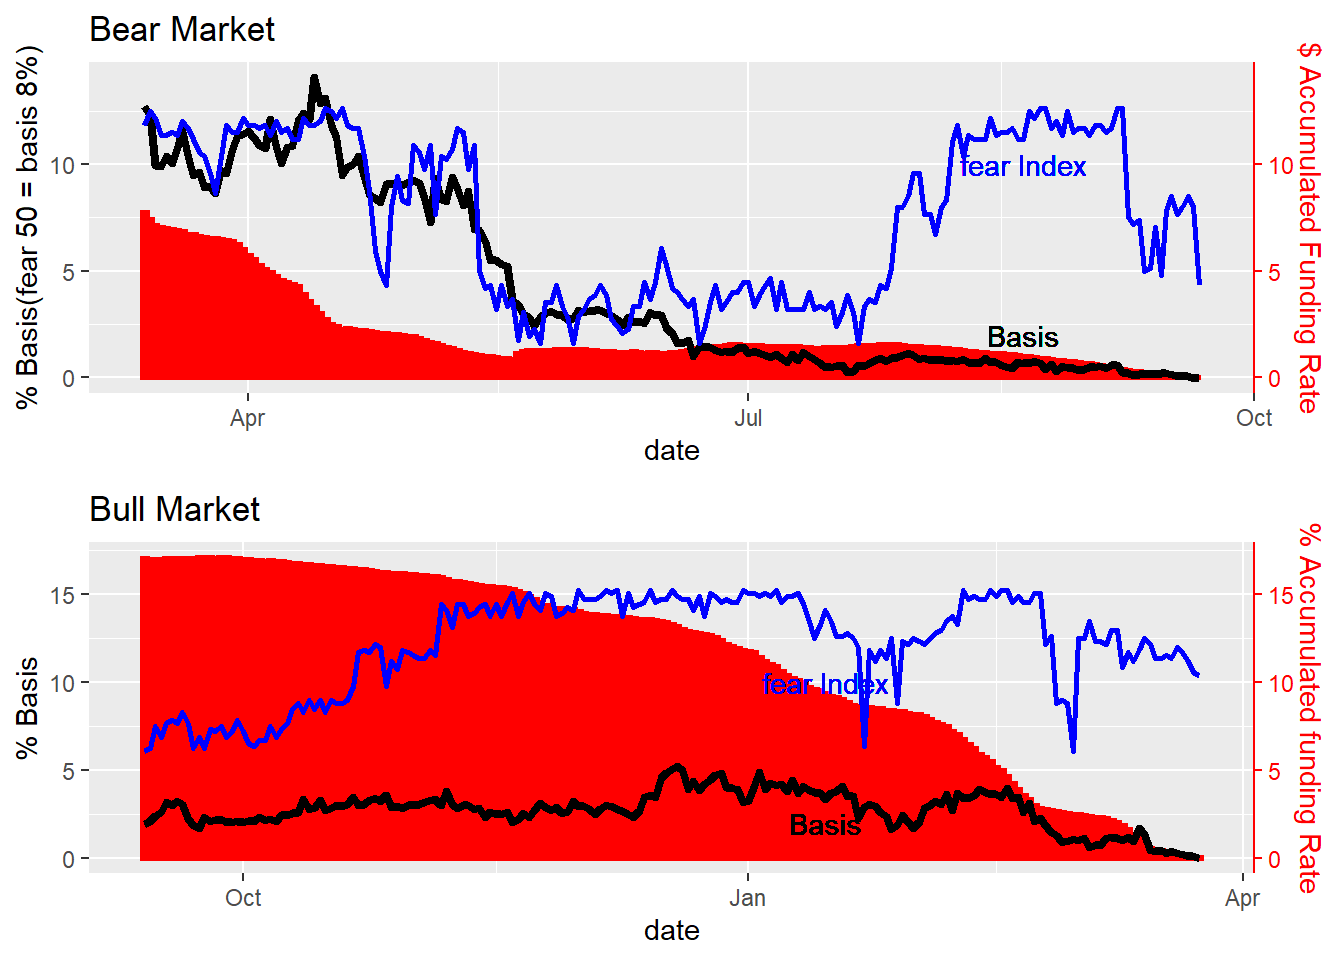 Bear Market
% Basis(fear 50 = basis 8%)
10
5
0
fear Index
Basis
10
5
0
$ Accumulated Funding Rate
Apr
Jul
Oct
date
Bull Market
% Basis
15
10
5
0
fear Index
Basis
15
10
5
0
% Accumulated funding Rate
Oct
Jan
Apr
date